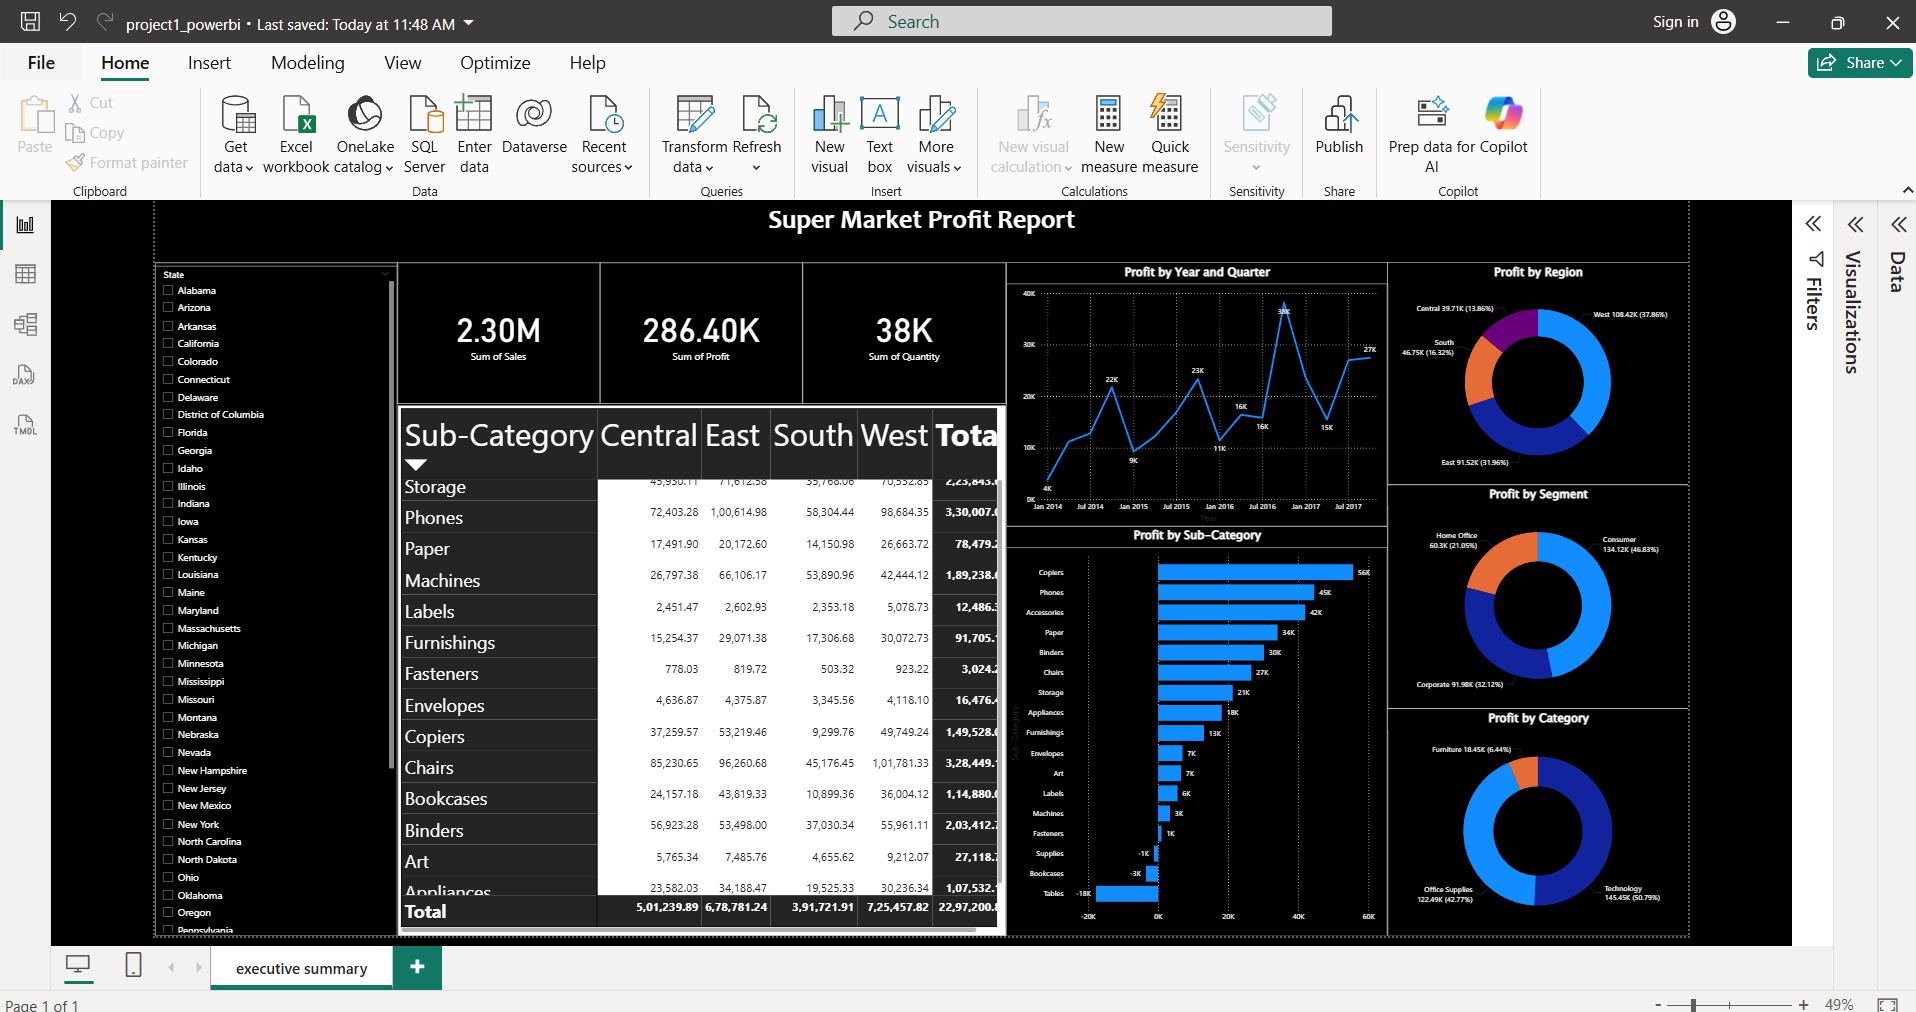 project1_powerbi • Last saved: Today at 11:48 AM
Search
Sign in
File
Home
Insert
Modeling
View
Optimize
Help
Share
Paste
Cut
Copy
Format painter
Clipboard
Get data
Excel workbook
OneLake catalog
SQL Server
Enter data
Dataverse
Recent sources
Data
Transform data
Refresh
Queries
New visual
Text box
More visuals
Insert
New visual calculation
New measure
Quick measure
Calculations
Sensitivity
Sensitivity
Publish
Share
Prep data for AI
Copilot
Copilot
Super Market Profit Report
State
Alabama
Arizona
Arkansas
California
Colorado
Connecticut
Delaware
District of Columbia
Florida
Georgia
Idaho
Illinois
Indiana
Iowa
Kansas
Kentucky
Louisiana
Maine
Maryland
Massachusetts
Michigan
Minnesota
Mississippi
Missouri
Montana
Nebraska
Nevada
New Hampshire
New Jersey
New Mexico
New York
North Carolina
North Dakota
Ohio
Oklahoma
Oregon
Pennsylvania
2.30M
Sum of Sales
286.40K
Sum of Profit
38K
Sum of Quantity
Sub-Category Central East South West Tota
Storage 45,930.11 71,612.58 35,768.06 70,532.85 2,23,843.
Phones 72,403.28 1,00,614.98 58,304.44 98,684.35 3,30,007.
Paper 17,491.90 20,172.60 14,150.98 26,663.72 78,479.
Machines 26,797.38 66,106.17 53,890.96 42,444.12 1,89,238.
Labels 2,451.47 2,602.93 2,353.18 5,078.73 12,486.
Furnishings 15,254.37 29,071.38 17,306.68 30,072.73 91,705.
Fasteners 778.03 819.72 503.32 923.22 3,024.
Envelopes 4,636.87 4,375.87 3,345.56 4,118.10 16,476.
Copiers 37,259.57 53,219.46 9,299.76 49,749.24 1,49,528.
Chairs 85,230.65 96,260.68 45,176.45 1,01,781.33 3,28,449.
Bookcases 24,157.18 43,819.33 10,899.36 36,004.12 1,14,880.
Binders 56,923.28 53,498.00 37,030.34 55,961.11 2,03,412.
Art 5,765.34 7,485.76 4,655.62 9,212.07 27,118.
Appliances 23,582.03 34,188.47 19,525.33 30,236.34 1,07,532.
Total 5,01,239.89 6,78,781.24 3,91,721.91 7,25,457.82 22,97,200.
Profit by Year and Quarter
40K
30K
20K
10K
0K
4K
22K
9K
23K
11K
16K
16K
38K
15K
27K
Jan 2014 Jul 2014 Jan 2015 Jul 2015 Jan 2016 Jul 2016 Jan 2017 Jul 2017
Year
Profit by Sub-Category
Sub-Category
Copiers 56K
Phones 45K
Accessories 42K
Paper 34K
Binders 30K
Chairs 27K
Storage 21K
Appliances 18K
Furnishings 13K
Envelopes 7K
Art 7K
Labels 6K
Machines 3K
Fasteners 1K
Supplies -1K
Bookcases -3K
Tables -18K
-20K 0K 20K 40K 60K
Profit by Region
Central 39.71K (13.86%)
West 108.42K (37.86%)
South
46.75K (16.32%)
East 91.52K (31.96%)
Profit by Segment
Home Office
60.3K (21.05%)
Consumer
134.12K (46.83%)
Corporate 91.98K (32.12%)
Profit by Category
Furniture 18.45K (6.44%)
Office Supplies
122.49K (42.77%)
Technology
145.45K (50.79%)
Filters
Visualizations
Data
DAX
TMDL
executive summary
+
Page 1 of 1
- + 49%